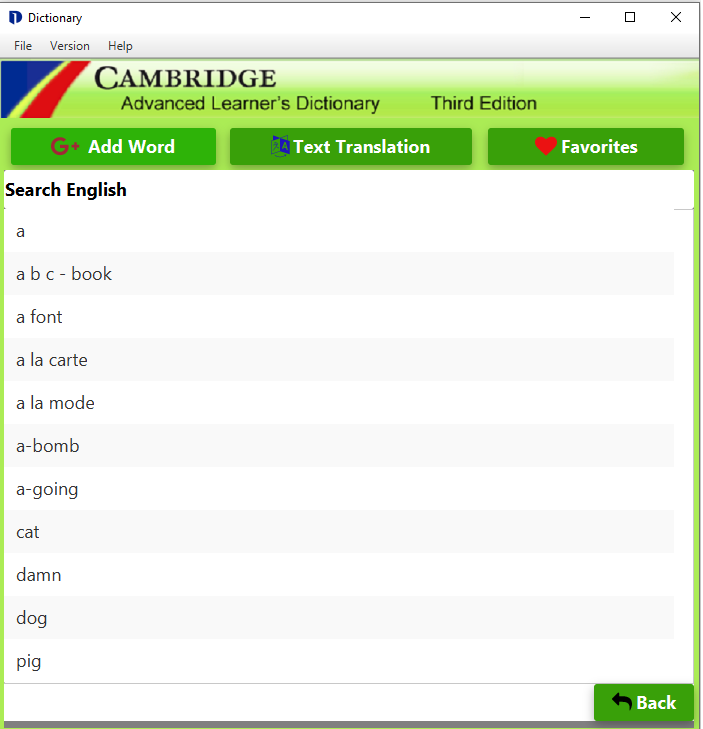 Dictionary
File Version Help
CAMBRIDGE
Advanced Learner's Dictionary Third Edition
G+ Add Word Text Translation Favorites
Search English
a
a b c - book
a font
a la carte
a la mode
a-bomb
a-going
cat
damn
dog
pig
Back